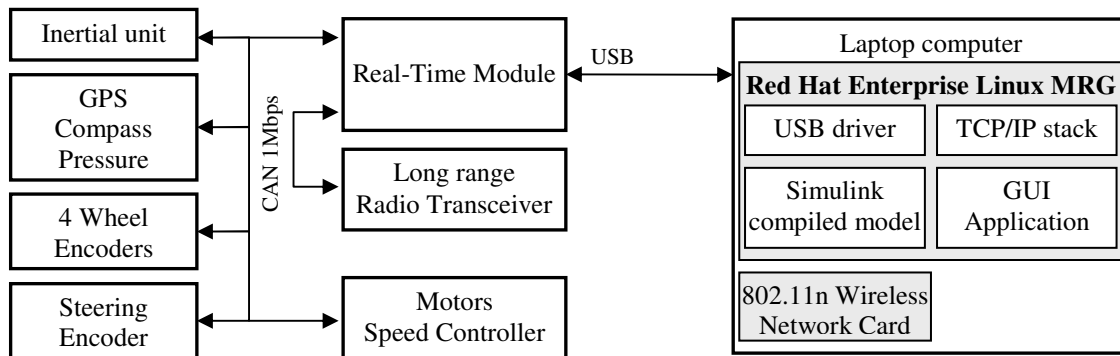 Inertial unit
GPS
Compass
Pressure
4 Wheel
Encoders
Steering
Encoder
CAN 1Mbps
Real-Time Module
Long range
Radio Transceiver
Motors
Speed Controller
USB
Laptop computer
Red Hat Enterprise Linux MRG
USB driver
TCP/IP stack
Simulink
compiled model
GUI
Application
802.11n Wireless
Network Card